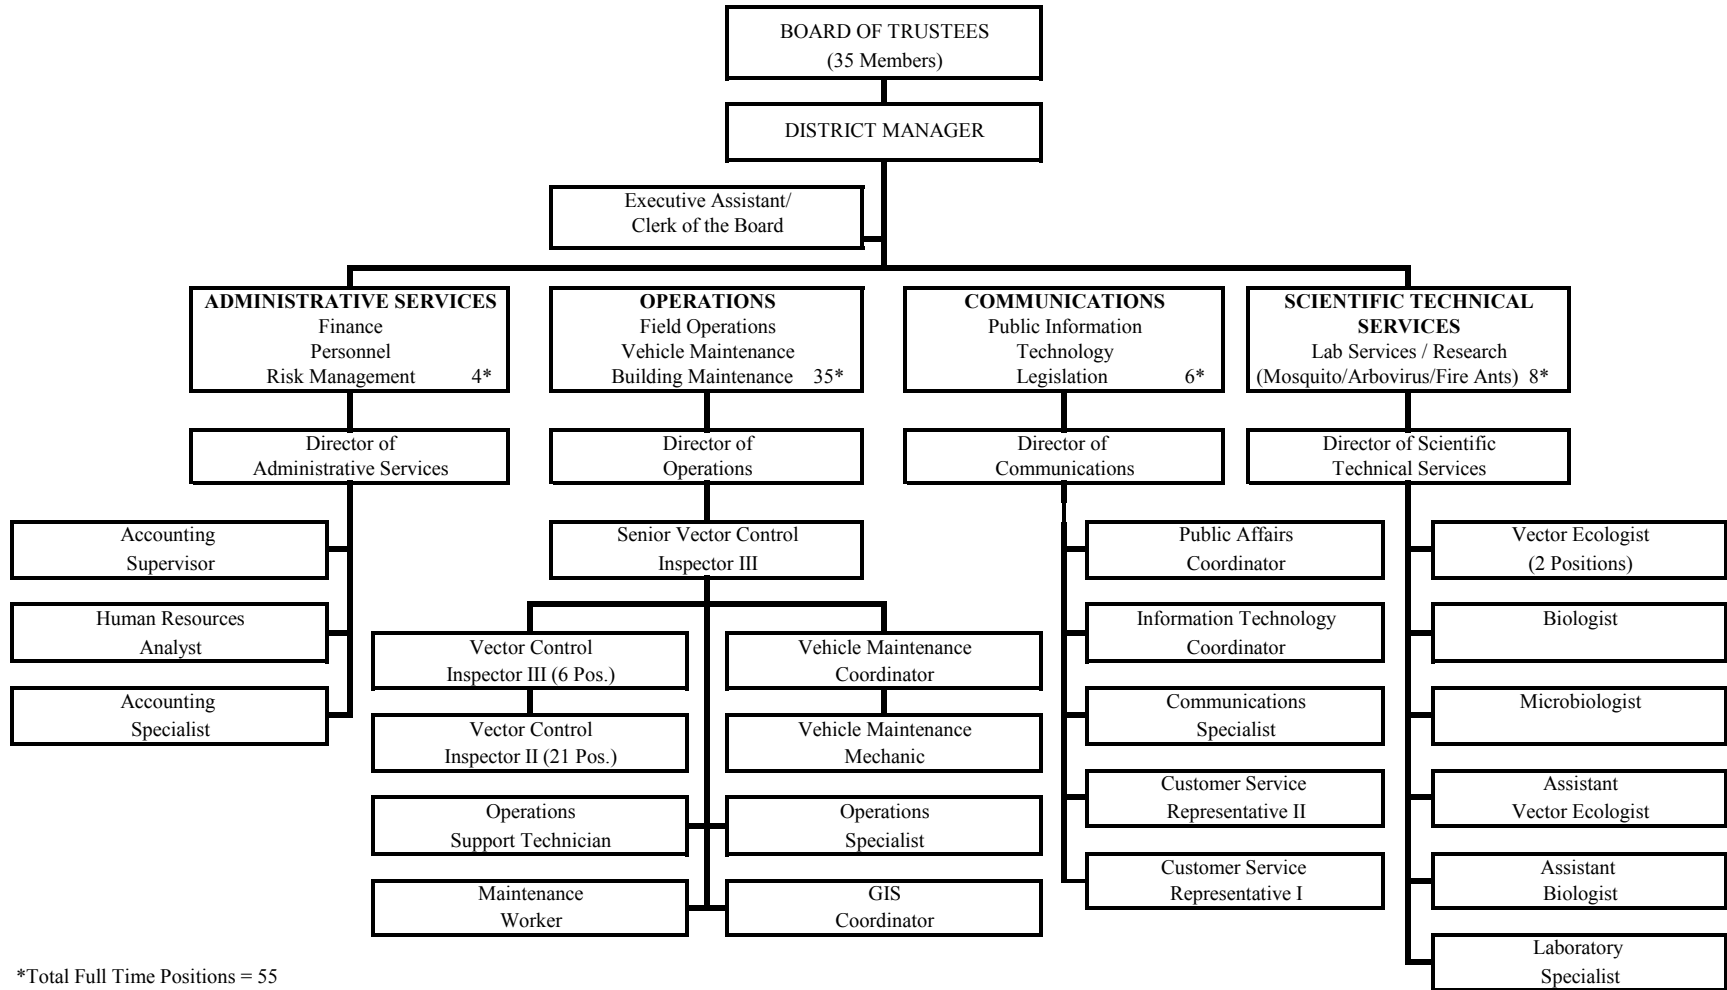 BOARD OF TRUSTEES
(35 Members)
DISTRICT MANAGER
Executive Assistant/
Clerk of the Board
ADMINISTRATIVE SERVICES
Finance
Personnel
Risk Management 4*
OPERATIONS
Field Operations
Vehicle Maintenance
Building Maintenance 35*
COMMUNICATIONS
Public Information
Technology
Legislation 6*
SCIENTIFIC TECHNICAL
SERVICES
Lab Services / Research
(Mosquito/Arbovirus/Fire Ants) 8*
Director of
Administrative Services
Director of
Operations
Director of
Communications
Director of Scientific
Technical Services
Accounting
Supervisor
Human Resources
Analyst
Accounting
Specialist
Senior Vector Control
Inspector III
Vector Control
Inspector III (6 Pos.)
Vector Control
Inspector II (21 Pos.)
Operations
Support Technician
Maintenance
Worker
Vehicle Maintenance
Coordinator
Vehicle Maintenance
Mechanic
Operations
Specialist
GIS
Coordinator
Public Affairs
Coordinator
Information Technology
Coordinator
Communications
Specialist
Customer Service
Representative II
Customer Service
Representative I
Vector Ecologist
(2 Positions)
Biologist
Microbiologist
Assistant
Vector Ecologist
Assistant
Biologist
Laboratory
Specialist
*Total Full Time Positions = 55